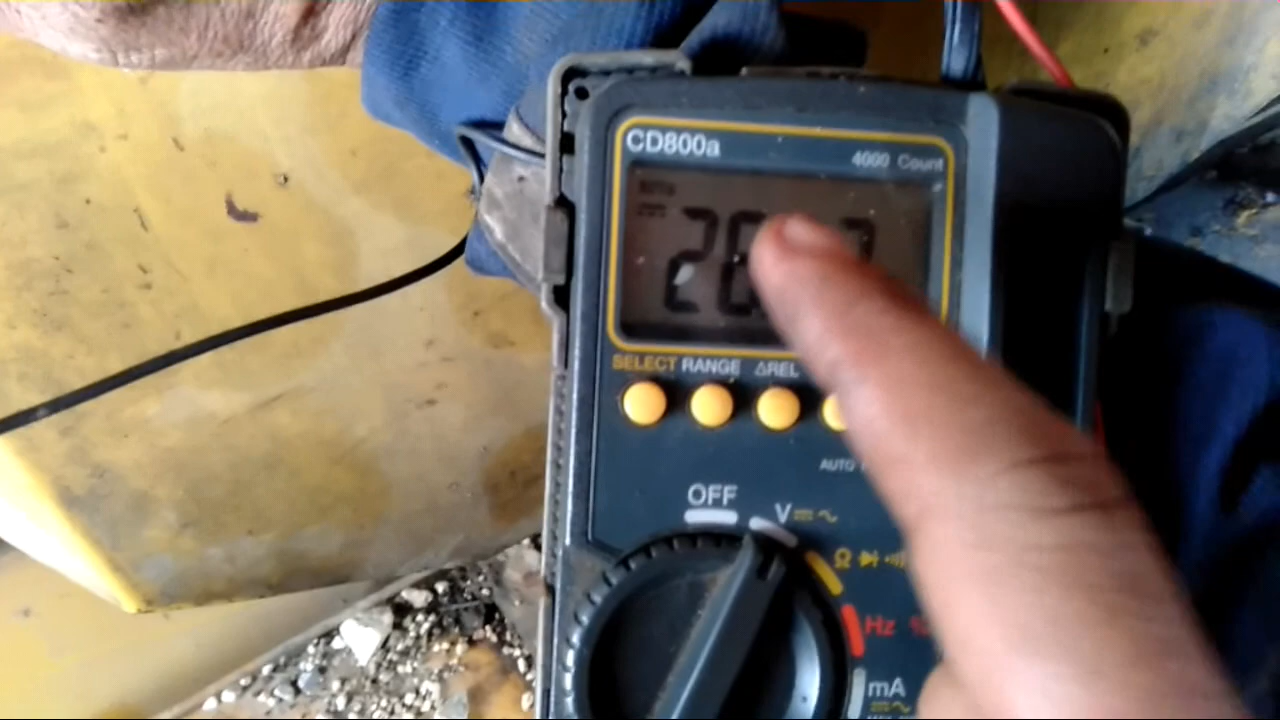 CD800a
4000 Count
SELECT RANGE ΔREL
AUTO
OFF
V
Ω
Hz
mA